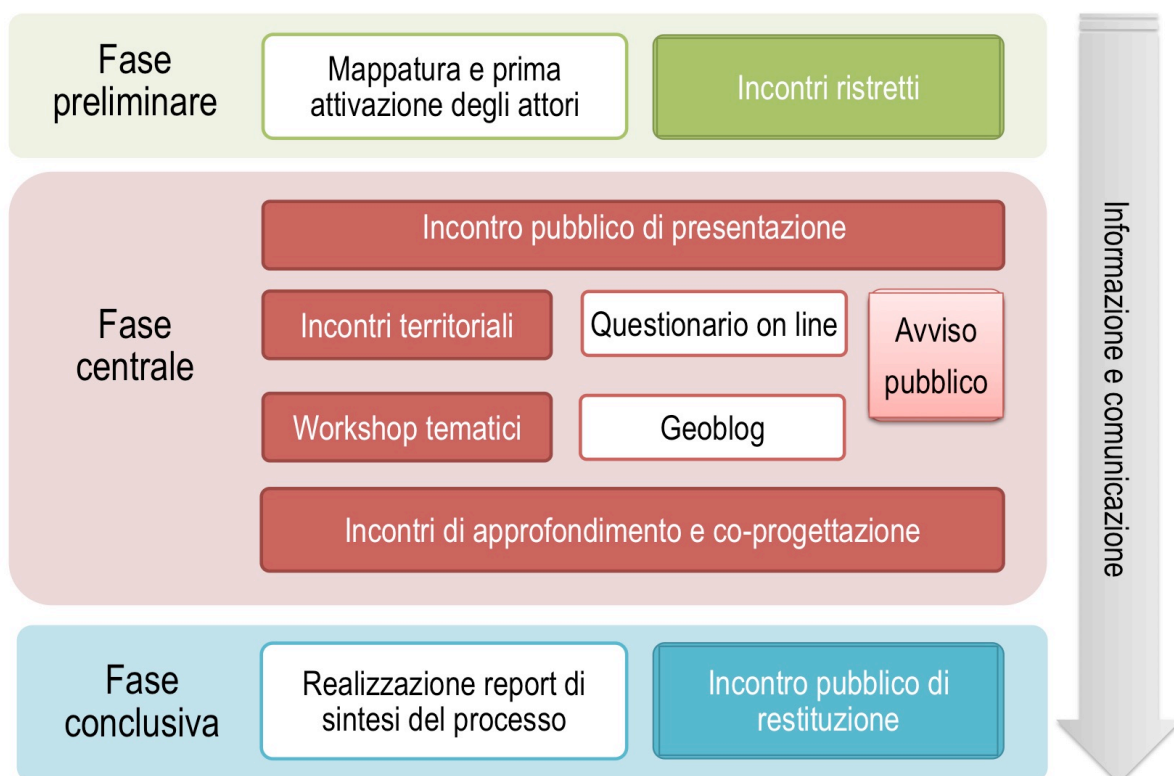 Fase
preliminare
Mappatura e prima
attivazione degli attori
Incontri ristretti
Fase
centrale
Incontro pubblico di presentazione
Incontri territoriali
Questionario on line
Avviso
pubblico
Workshop tematici
Geoblog
Incontri di approfondimento e co-progettazione
Fase
conclusiva
Realizzazione report di
sintesi del processo
Incontro pubblico di
restituzione
Informazione e comunicazione